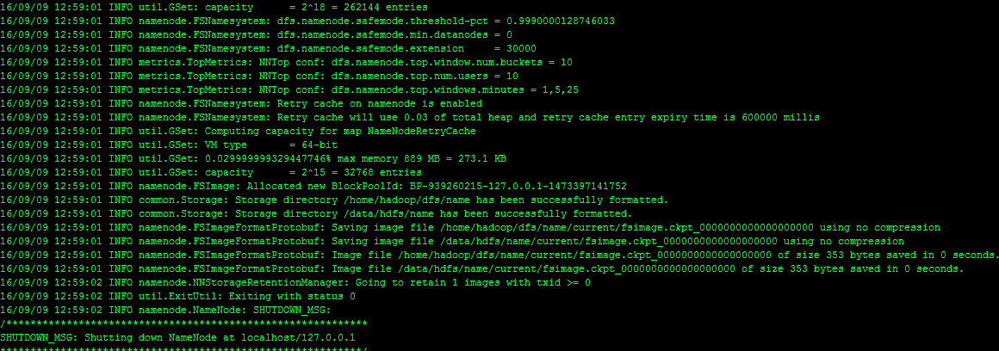 16/09/09 12:59:01 INFO util.GSet: capacity      = 2^18 = 262144 entries
16/09/09 12:59:01 INFO namenode.FSNamesystem: dfs.namenode.safemode.threshold-pct = 0.9990000128746033
16/09/09 12:59:01 INFO namenode.FSNamesystem: dfs.namenode.safemode.min.datanodes = 0
16/09/09 12:59:01 INFO namenode.FSNamesystem: dfs.namenode.safemode.extension     = 30000
16/09/09 12:59:01 INFO metrics.TopMetrics: NNTop conf: dfs.namenode.top.window.num.buckets = 10
16/09/09 12:59:01 INFO metrics.TopMetrics: NNTop conf: dfs.namenode.top.num.users = 10
16/09/09 12:59:01 INFO metrics.TopMetrics: NNTop conf: dfs.namenode.top.windows.minutes = 1,5,25
16/09/09 12:59:01 INFO namenode.FSNamesystem: Retry cache on namenode is enabled
16/09/09 12:59:01 INFO namenode.FSNamesystem: Retry cache will use 0.03 of total heap and retry cache entry expiry time is 600000 millis
16/09/09 12:59:01 INFO util.GSet: Computing capacity for map NameNodeRetryCache
16/09/09 12:59:01 INFO util.GSet: VM type       = 64-bit
16/09/09 12:59:01 INFO util.GSet: 0.029999999329447746% max memory 889 MB = 273.1 KB
16/09/09 12:59:01 INFO util.GSet: capacity      = 2^15 = 32768 entries
16/09/09 12:59:01 INFO namenode.FSImage: Allocated new BlockPoolId: BP-939260215-127.0.0.1-1473397141752
16/09/09 12:59:01 INFO common.Storage: Storage directory /home/hadoop/dfs/name has been successfully formatted.
16/09/09 12:59:01 INFO common.Storage: Storage directory /data/hdfs/name has been successfully formatted.
16/09/09 12:59:01 INFO namenode.FSImageFormatProtobuf: Saving image file /home/hadoop/dfs/name/current/fsimage.ckpt_0000000000000000000 using no compression
16/09/09 12:59:01 INFO namenode.FSImageFormatProtobuf: Saving image file /data/hdfs/name/current/fsimage.ckpt_0000000000000000000 using no compression
16/09/09 12:59:01 INFO namenode.FSImageFormatProtobuf: Image file /home/hadoop/dfs/name/current/fsimage.ckpt_0000000000000000000 of size 353 bytes saved in 0 seconds.
16/09/09 12:59:01 INFO namenode.FSImageFormatProtobuf: Image file /data/hdfs/name/current/fsimage.ckpt_0000000000000000000 of size 353 bytes saved in 0 seconds.
16/09/09 12:59:02 INFO namenode.NNStorageRetentionManager: Going to retain 1 images with txid >= 0
16/09/09 12:59:02 INFO util.ExitUtil: Exiting with status 0
16/09/09 12:59:02 INFO namenode.NameNode: SHUTDOWN_MSG:
/************************************************************
SHUTDOWN_MSG: Shutting down NameNode at localhost/127.0.0.1
************************************************************/